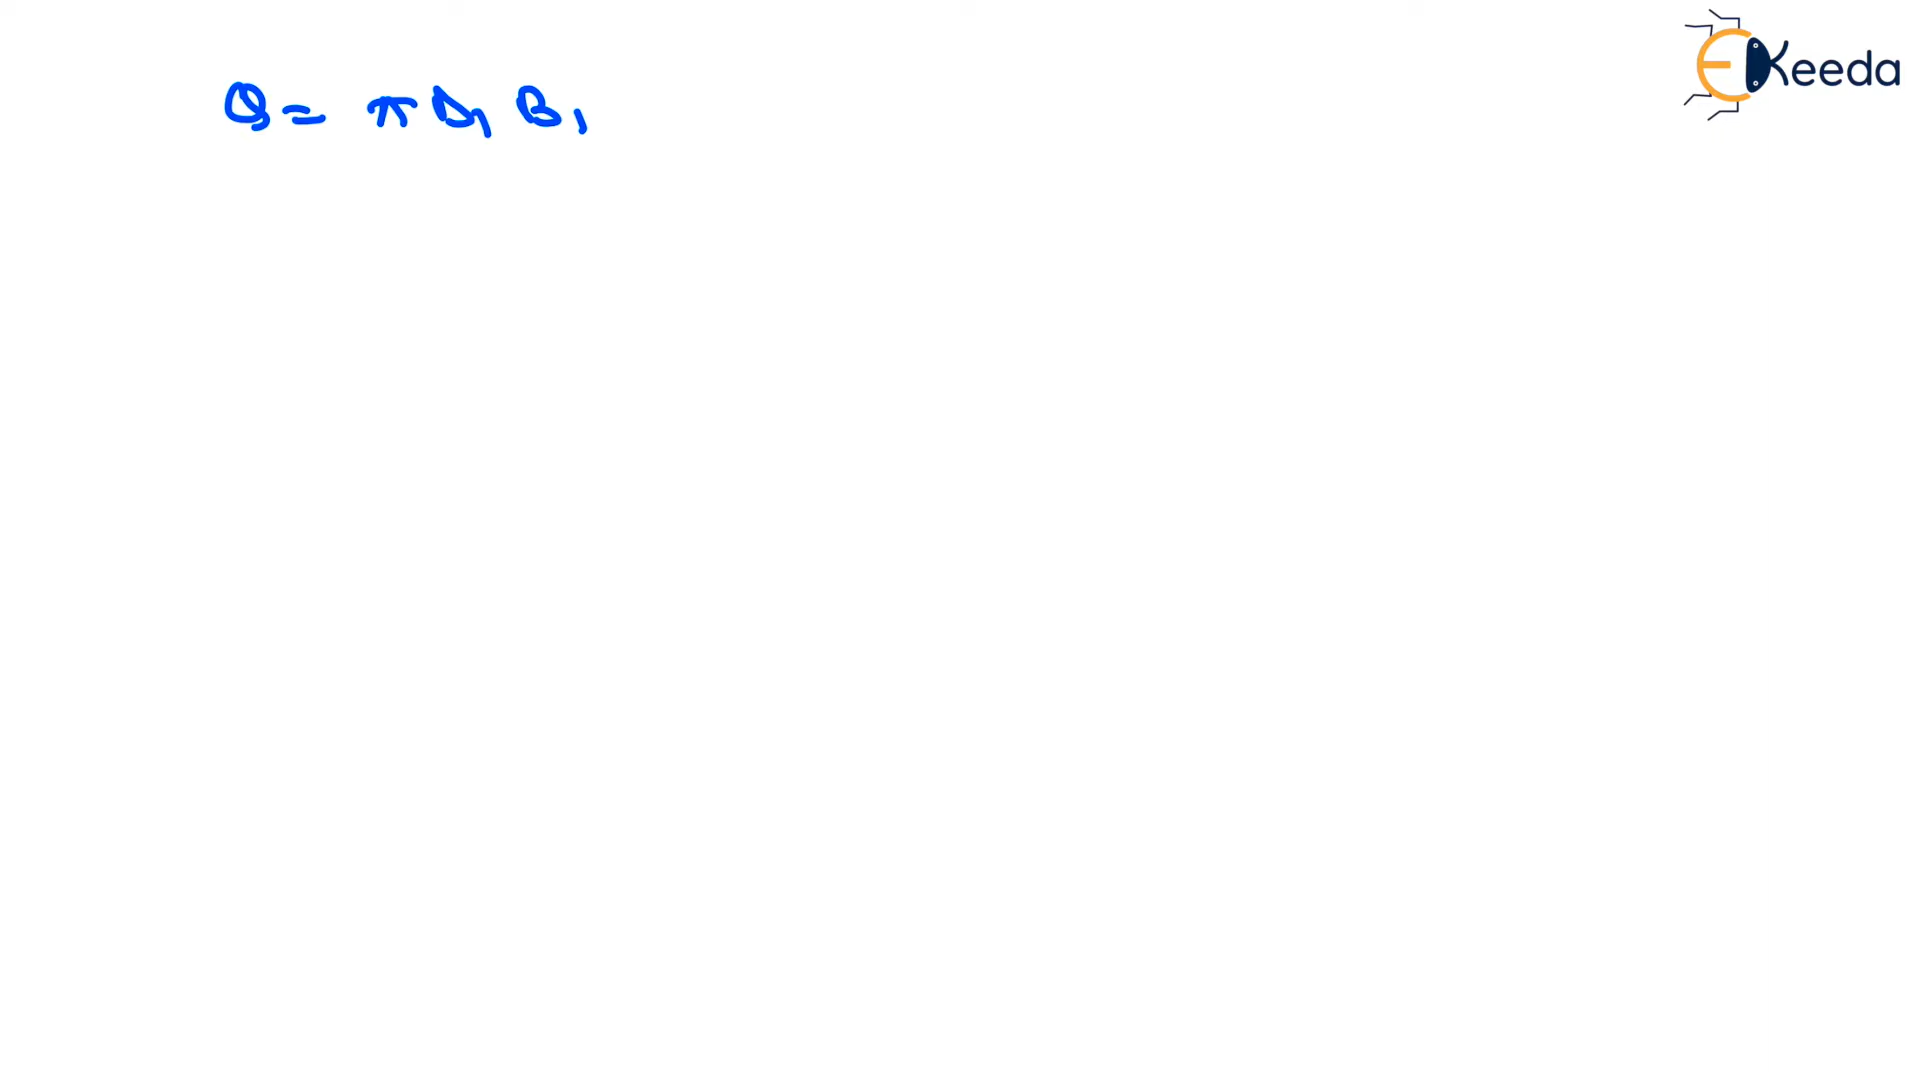 Q = π D₁ B₁
EKeeda